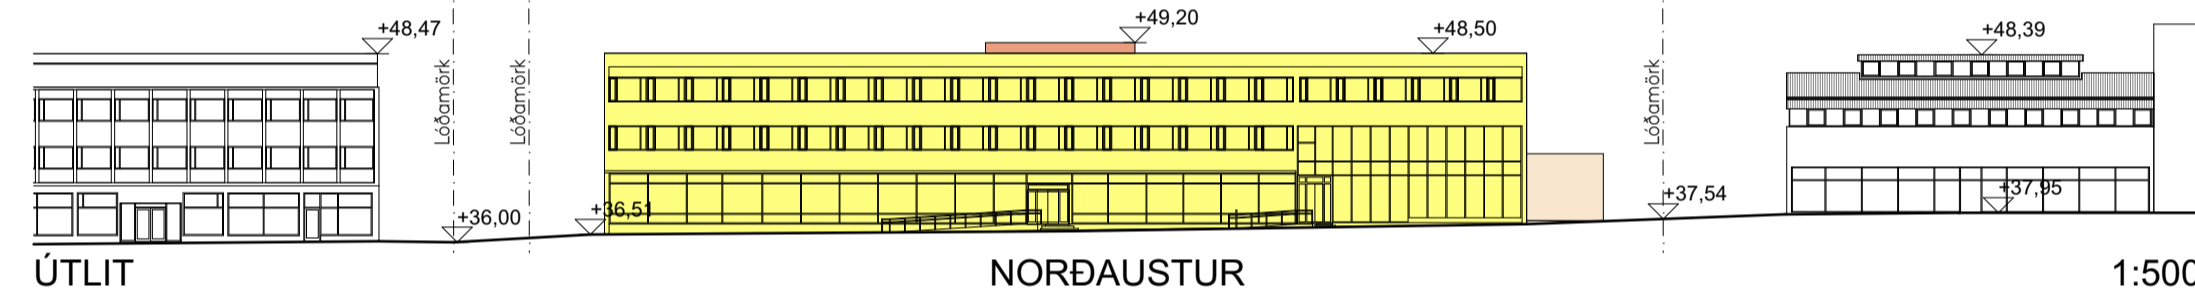 +48,47
+49,20
+48,50
+48,39
Lóðamörk
Lóðamörk
Lóðamörk
+36,00
+36,51
+37,54
+37,95
ÚTLIT
NORÐAUSTUR
1:500